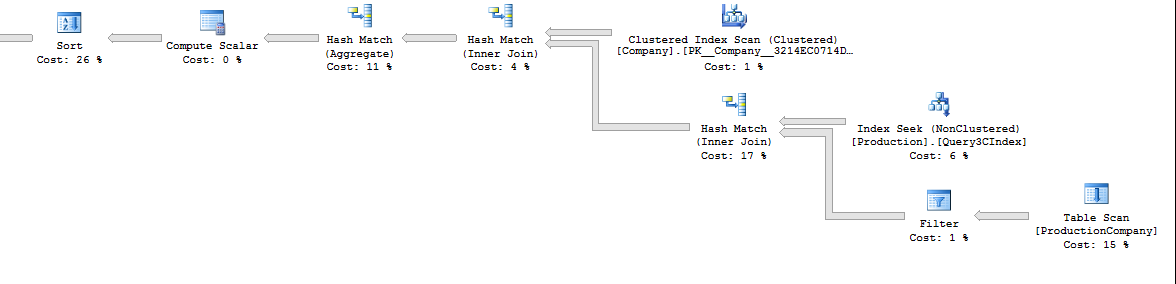 Sort
Cost: 26 %
Compute Scalar
Cost: 0 %
Hash Match
(Aggregate)
Cost: 11 %
Hash Match
(Inner Join)
Cost: 4 %
Clustered Index Scan (Clustered)
[Company].[PK__Company__3214EC0714D…
Cost: 1 %
Hash Match
(Inner Join)
Cost: 17 %
Index Seek (NonClustered)
[Production].[Query3CIndex]
Cost: 6 %
Filter
Cost: 1 %
Table Scan
[ProductionCompany]
Cost: 15 %